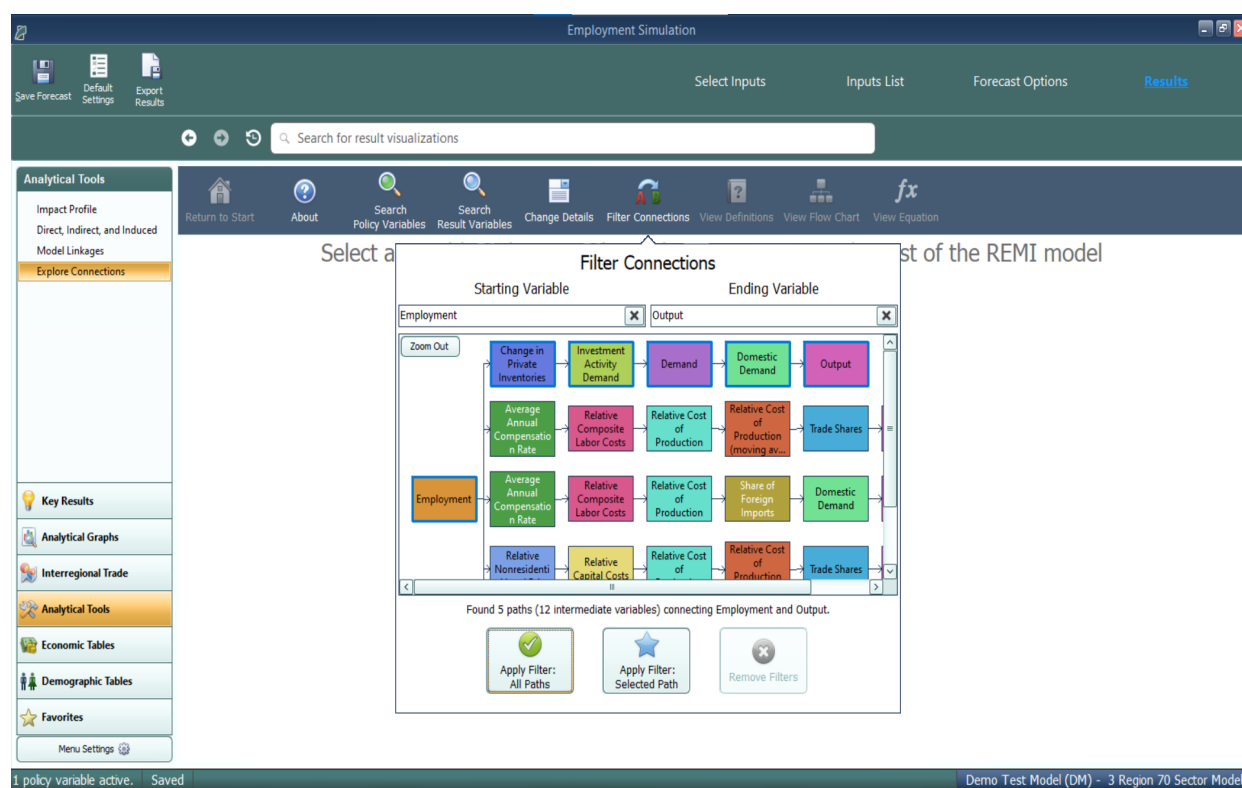 Employment Simulation
Save Forecast
Default
Settings
Export
Results
Select Inputs
Inputs List
Forecast Options
Results
Search for result visualizations
Analytical Tools
Impact Profile
Direct, Indirect, and Induced
Model Linkages
Explore Connections
Key Results
Analytical Graphs
Interregional Trade
Analytical Tools
Economic Tables
Demographic Tables
Favorites
Menu Settings
Return to Start
About
Search
Policy Variables
Search
Result Variables
Change Details
Filter Connections
View Definitions
View Flow Chart
fx
View Equation
Select a
st of the REMI model
Filter Connections
Starting Variable
Ending Variable
Employment
Output
Zoom Out
Change in
Private
Inventories
Investment
Activity
Demand
Demand
Domestic
Demand
Output
Average
Annual
Compensatio
n Rate
Relative
Composite
Labor Costs
Relative Cost
of
Production
Relative Cost
of
Production
(moving av...
Trade Shares
Employment
Average
Annual
Compensatio
n Rate
Relative
Composite
Labor Costs
Relative Cost
of
Production
Share of
Foreign
Imports
Domestic
Demand
Relative
Nonresidenti
Relative
Capital Costs
Relative Cost
of
Relative Cost
of
Production
Trade Shares
Found 5 paths (12 intermediate variables) connecting Employment and Output.
Apply Filter:
All Paths
Apply Filter:
Selected Path
Remove Filters
1 policy variable active.
Saved
Demo Test Model (DM) - 3 Region 70 Sector Model